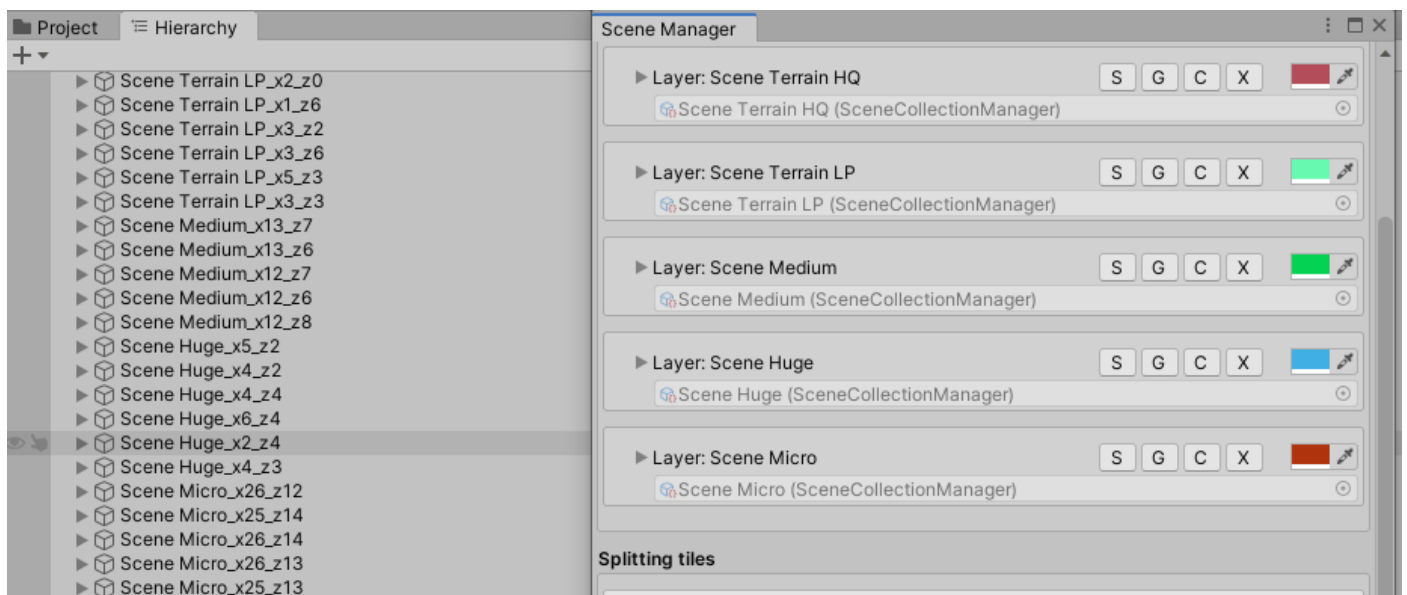 Project
Hierarchy
Scene Terrain LP_x2_z0
Scene Terrain LP_x1_z6
Scene Terrain LP_x3_z2
Scene Terrain LP_x3_z6
Scene Terrain LP_x5_z3
Scene Terrain LP_x3_z3
Scene Medium_x13_z7
Scene Medium_x13_z6
Scene Medium_x12_z7
Scene Medium_x12_z6
Scene Medium_x12_z8
Scene Huge_x5_z2
Scene Huge_x4_z2
Scene Huge_x4_z4
Scene Huge_x6_z4
Scene Huge_x2_z4
Scene Huge_x4_z3
Scene Micro_x26_z12
Scene Micro_x25_z14
Scene Micro_x26_z14
Scene Micro_x26_z13
Scene Micro_x25_z13
Scene Manager
Layer: Scene Terrain HQ S G C X
Scene Terrain HQ (SceneCollectionManager)
Layer: Scene Terrain LP S G C X
Scene Terrain LP (SceneCollectionManager)
Layer: Scene Medium S G C X
Scene Medium (SceneCollectionManager)
Layer: Scene Huge S G C X
Scene Huge (SceneCollectionManager)
Layer: Scene Micro S G C X
Scene Micro (SceneCollectionManager)
Splitting tiles